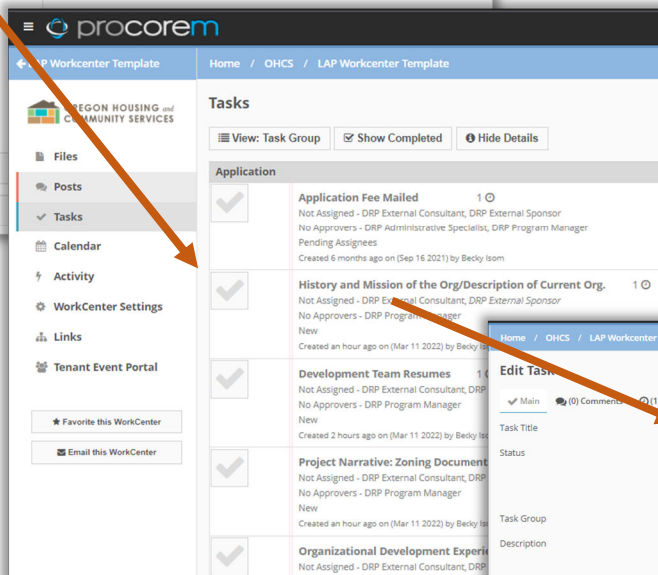 procorem
LAP Workcenter Template
Home / OHCS / LAP Workcenter Template
OREGON HOUSING and
COMMUNITY SERVICES
Files
Posts
Tasks
Calendar
Activity
WorkCenter Settings
Links
Tenant Event Portal
Favorite this WorkCenter
Email this WorkCenter
Tasks
View: Task Group
Show Completed
Hide Details
Application
Application Fee Mailed 1
Not Assigned - DRP External Consultant, DRP External Sponsor
No Approvers - DRP Administrative Specialist, DRP Program Manager
Pending Assignees
Created 6 months ago on (Sep 16 2021) by Becky Isom
History and Mission of the Org/Description of Current Org. 1
Not Assigned - DRP External Consultant, DRP External Sponsor
No Approvers - DRP Program Manager
New
Created an hour ago on (Mar 11 2022) by Becky
Development Team Resumes 1
Not Assigned - DRP External Consultant, DRP
No Approvers - DRP Program Manager
New
Created 2 hours ago on (Mar 11 2022) by Becky
Project Narrative: Zoning Document
Not Assigned - DRP External Consultant, DRP
No Approvers - DRP Program Manager
New
Created an hour ago on (Mar 11 2022) by Becky
Organizational Development
Not Assigned - DRP External Consultant, DRP
Home / OHCS / LAP Workcenter
Edit Task
Main
(0) Comments
(1
Task Title
Status
Task Group
Description